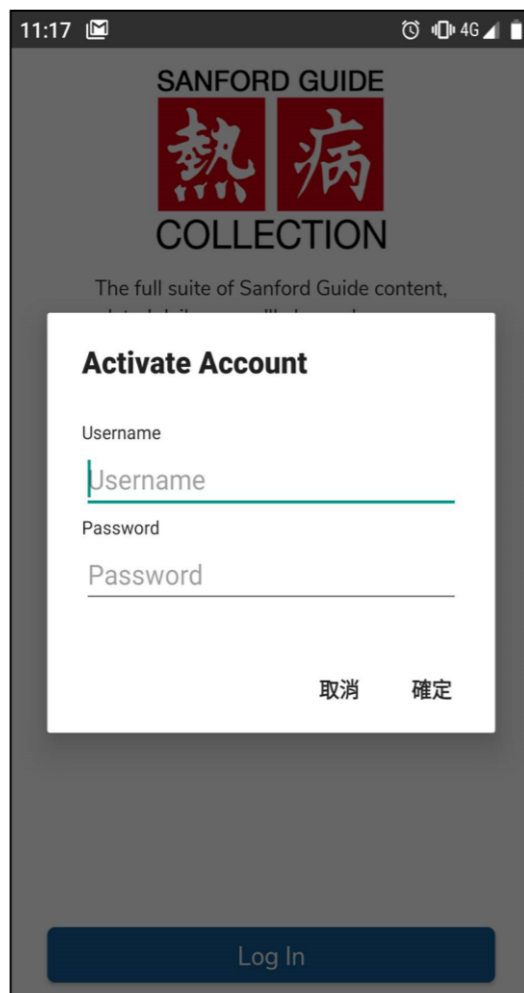 11:17
4G
SANFORD GUIDE
熱病
COLLECTION
The full suite of Sanford Guide content,
Activate Account
Username
Username
Password
Password
取消 確定
Log In